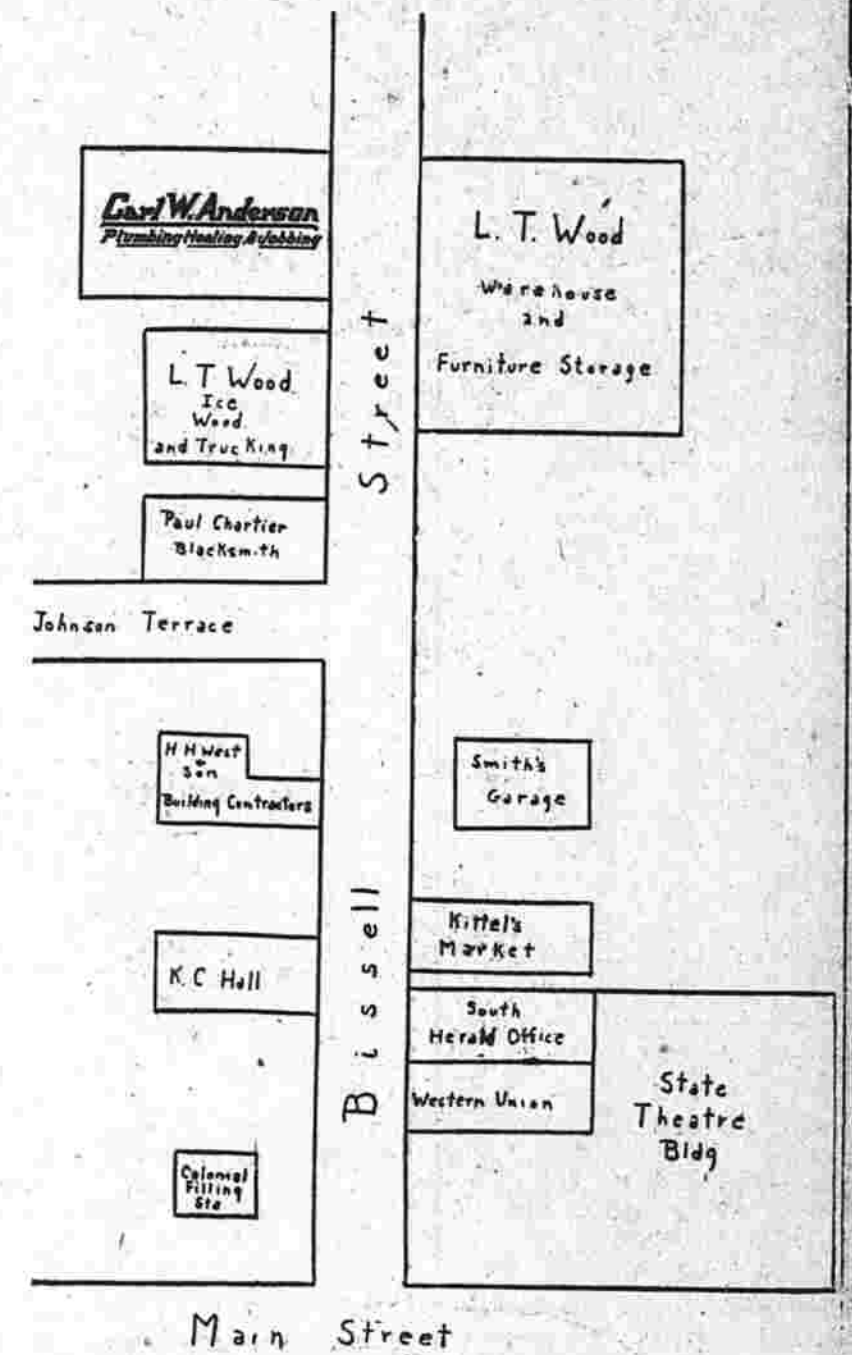 Carl W. Anderson
Plumbing Heating & Jobbing
L. T. Wood
Warehouse
and
Furniture Storage
L. T Wood
Ice
Wood
and Trucking
Paul Chartier
Blacksmith
Street
Johnson Terrace
H H West
+
Son
Building Contractors
Smith's
Garage
Kittel's
Market
K. C Hall
South
Herald Office
Western Union
State
Theatre
Bldg
Bissell
Colonial
Filling
Sta
Main Street